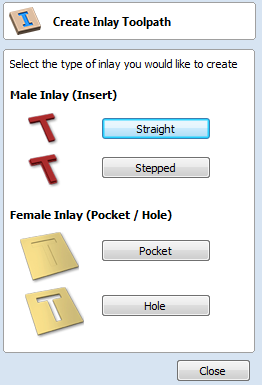 Create Inlay Toolpath
Select the type of inlay you would like to create
Male Inlay (Insert)
Straight
Stepped
Female Inlay (Pocket / Hole)
Pocket
Hole
Close